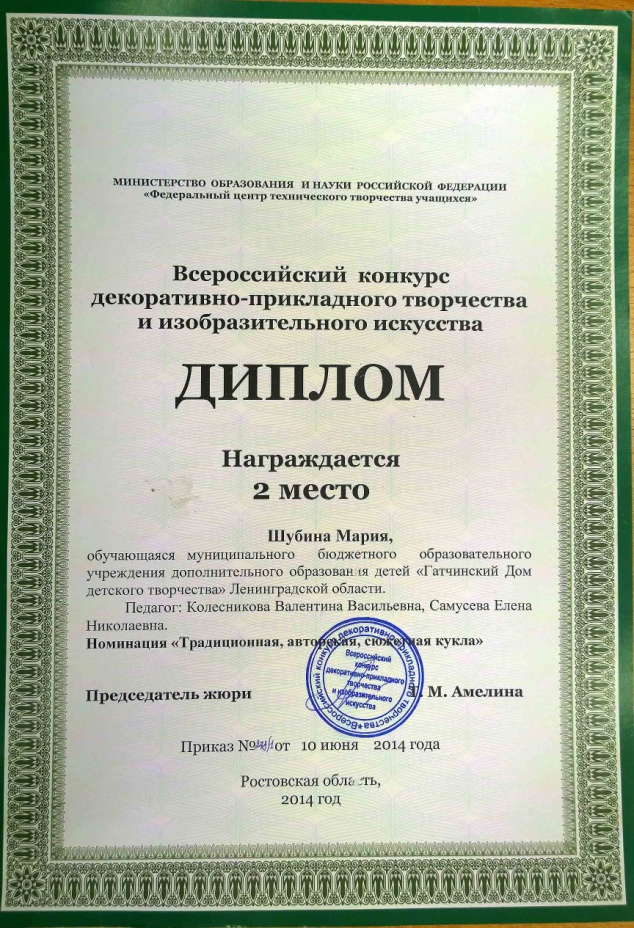 МИНИСТЕРСТВО ОБРАЗОВАНИЯ И НАУКИ РОССИЙСКОЙ ФЕДЕРАЦИИ
«Федеральный центр технического творчества учащихся»
Всероссийский конкурс
декоративно-прикладного творчества
и изобразительного искусства
ДИПЛОМ
Награждается
2 место
Шубина Мария,
обучающаяся муниципального бюджетного образовательного
учреждения дополнительного образования детей «Гатчинский Дом
детского творчества» Ленинградской области.
Педагог: Колесникова Валентина Васильевна, Самусева Елена
Николаевна.
Номинация «Традиционная, авторская, сюжетная кукла»
Всероссийский конкурс декоративно-прикладного творчества
Всероссийский
конкурс
декоративно-прикладного
творчества
и изобразительного
искусства
Председатель жюри М. Амелина
Приказ № от 10 июня 2014 года
Ростовская область,
2014 год